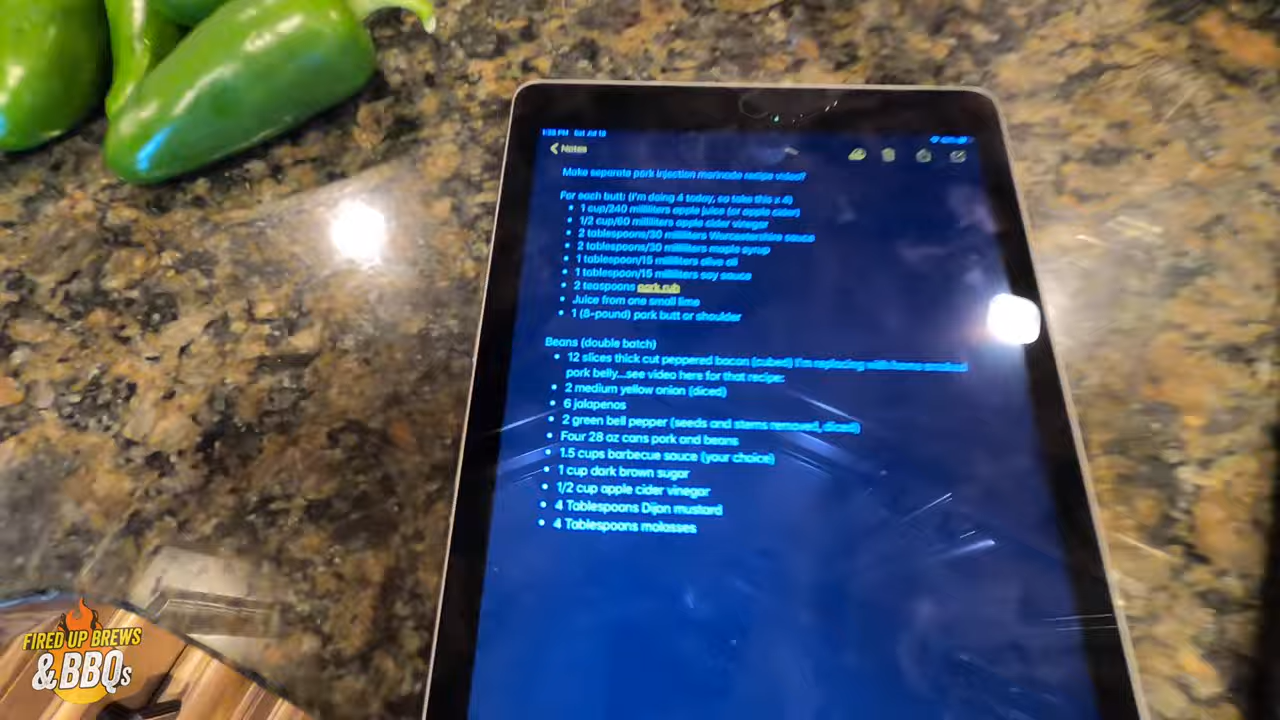 1:38 PM Sat Jul 19
Notes
Make separate pork injection marinade recipe video?
For each butt: (I'm doing 4 today, so take this x 4)
• 1 cup/240 milliliters apple juice (or apple cider)
• 1/2 cup/60 milliliters apple cider vinegar
• 2 tablespoons/30 milliliters Worcestershire sauce
• 2 tablespoons/30 milliliters maple syrup
• 1 tablespoon/15 milliliters olive oil
• 1 tablespoon/15 milliliters soy sauce
• 2 teaspoons pork rub
• Juice from one small lime
• 1 (8-pound) pork butt or shoulder
Beans (double batch)
• 12 slices thick cut peppered bacon (cubed) I'm replacing with home smoked
pork belly...see video here for that recipe:
• 2 medium yellow onion (diced)
• 6 jalapenos
• 2 green bell pepper (seeds and stems removed, diced)
• Four 28 oz cans pork and beans
• 1.5 cups barbecue sauce (your choice)
• 1 cup dark brown sugar
• 1/2 cup apple cider vinegar
• 4 Tablespoons Dijon mustard
• 4 Tablespoons molasses
FIRED UP BREWS
& BBQs